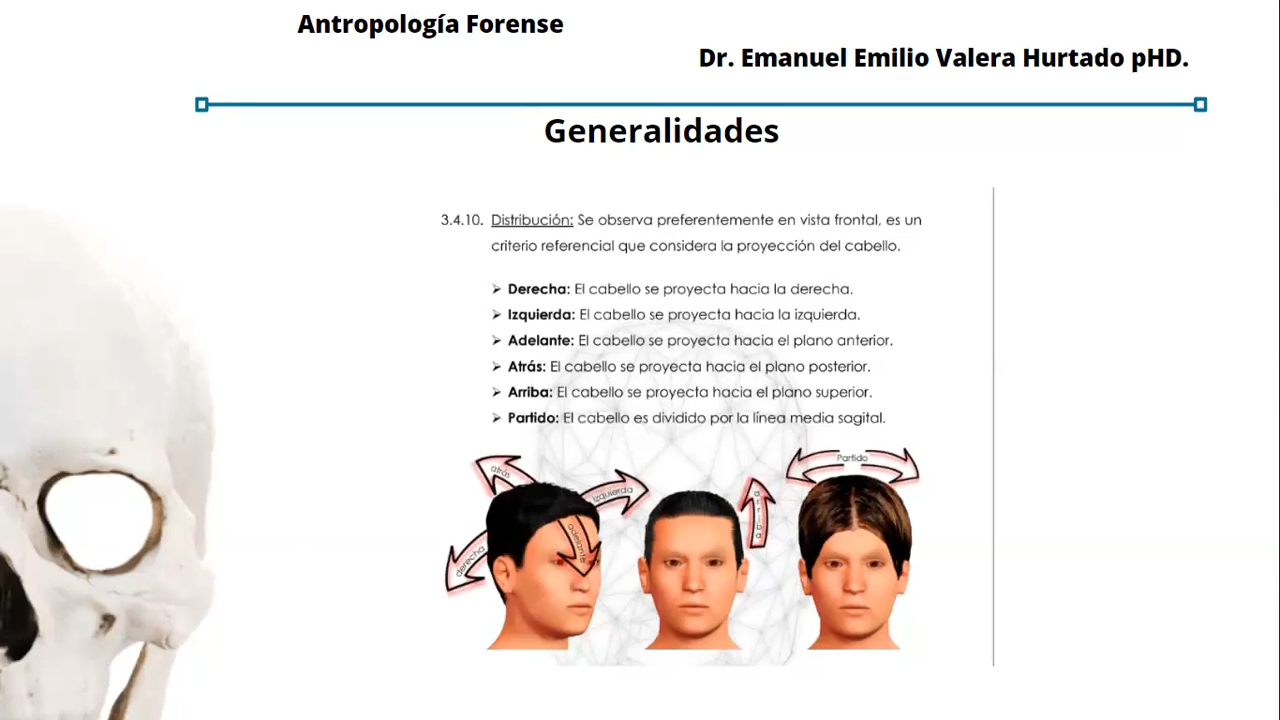 Antropología Forense
Dr. Emanuel Emilio Valera Hurtado pHD.
Generalidades
3.4.10. Distribución: Se observa preferentemente en vista frontal, es un
criterio referencial que considera la proyección del cabello.
➢ Derecha: El cabello se proyecta hacia la derecha.
➢ Izquierda: El cabello se proyecta hacia la izquierda.
➢ Adelante: El cabello se proyecta hacia el plano anterior.
➢ Atrás: El cabello se proyecta hacia el plano posterior.
➢ Arriba: El cabello se proyecta hacia el plano superior.
➢ Partido: El cabello es dividido por la línea media sagital.
atrás
izquierda
derecha
adelante
arriba
Partido